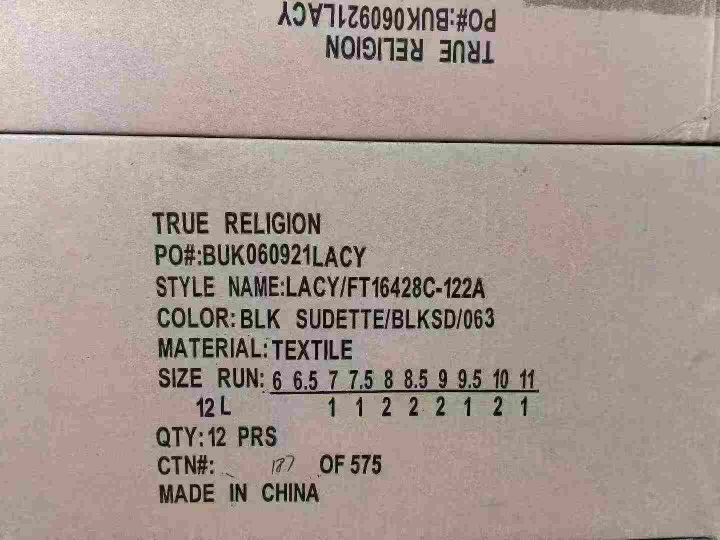 PO#:BUK060921LACY
TRUE RELIGION
TRUE RELIGION
PO#:BUK060921LACY
STYLE NAME:LACY/FT16428C-122A
COLOR:BLK SUDETTE/BLKSD/063
MATERIAL:TEXTILE
SIZE RUN: 6 6.5 7 7.5 8 8.5 9 9.5 10 11
12L 1 1 2 2 2 1 2 1
QTY:12 PRS
CTN#: 187 OF 575
MADE IN CHINA